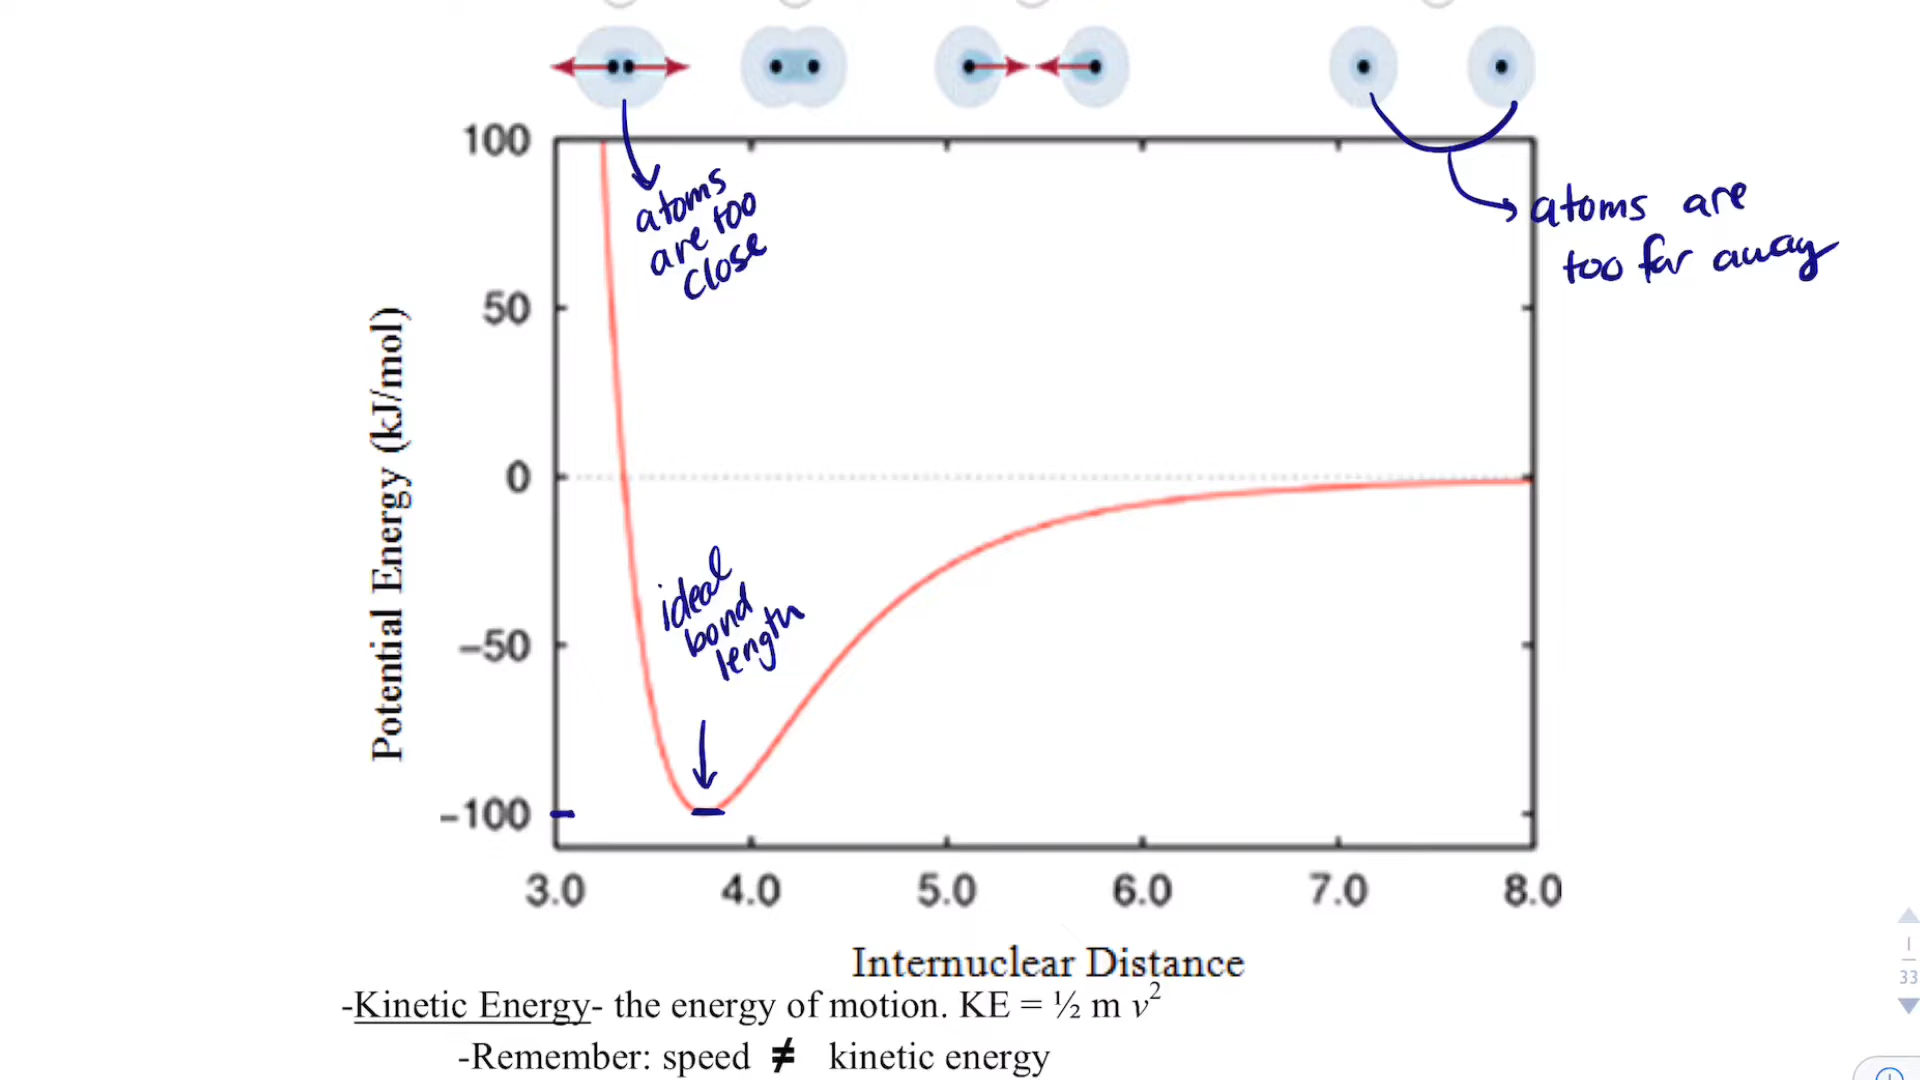 100
50
0
−50
−100
Potential Energy (kJ/mol)
atoms
are too
close
atoms are
too far away
ideal
bond
length
3.0 4.0 5.0 6.0 7.0 8.0
Internuclear Distance
-Kinetic Energy- the energy of motion. KE = ½ m v²
-Remember: speed ≠ kinetic energy
1
33